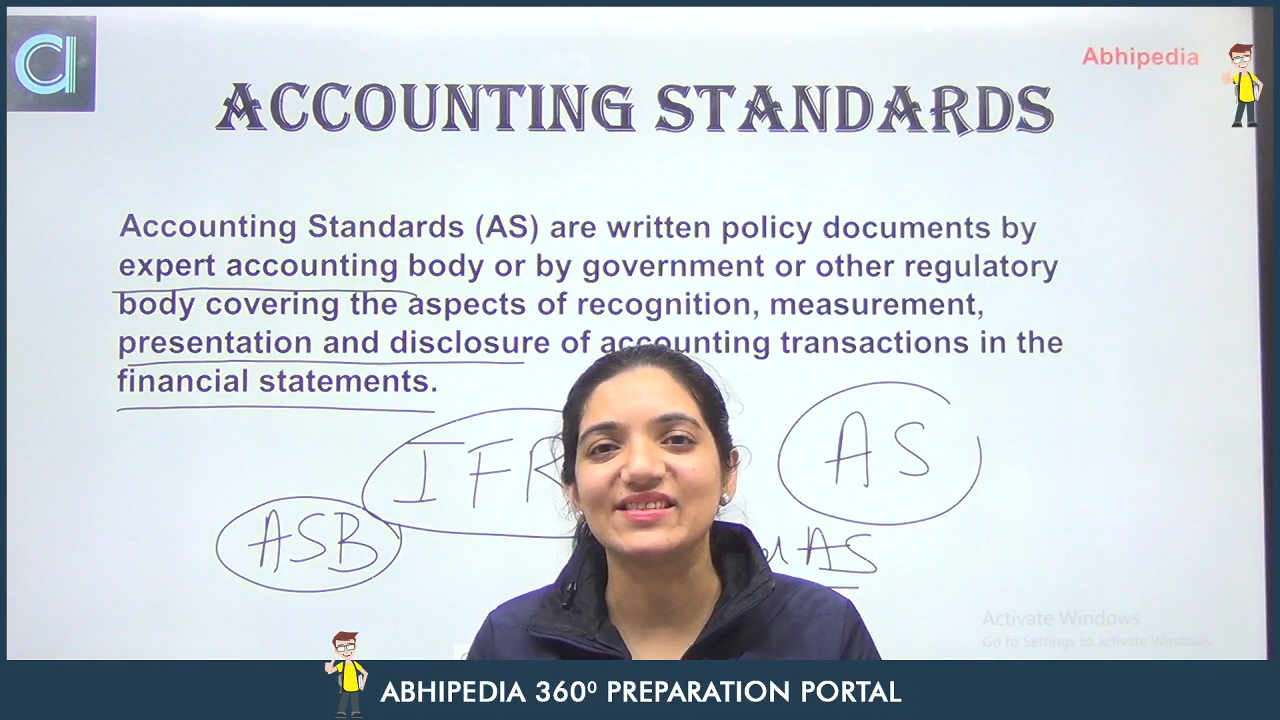 Abhipedia
ACCOUNTING STANDARDS
Accounting Standards (AS) are written policy documents by
expert accounting body or by government or other regulatory
body covering the aspects of recognition, measurement,
presentation and disclosure of accounting transactions in the
financial statements.
IFR
AS
ASB
AS
Activate Windows
Go to Settings to activate Windows
ABHIPEDIA 360⁰ PREPARATION PORTAL